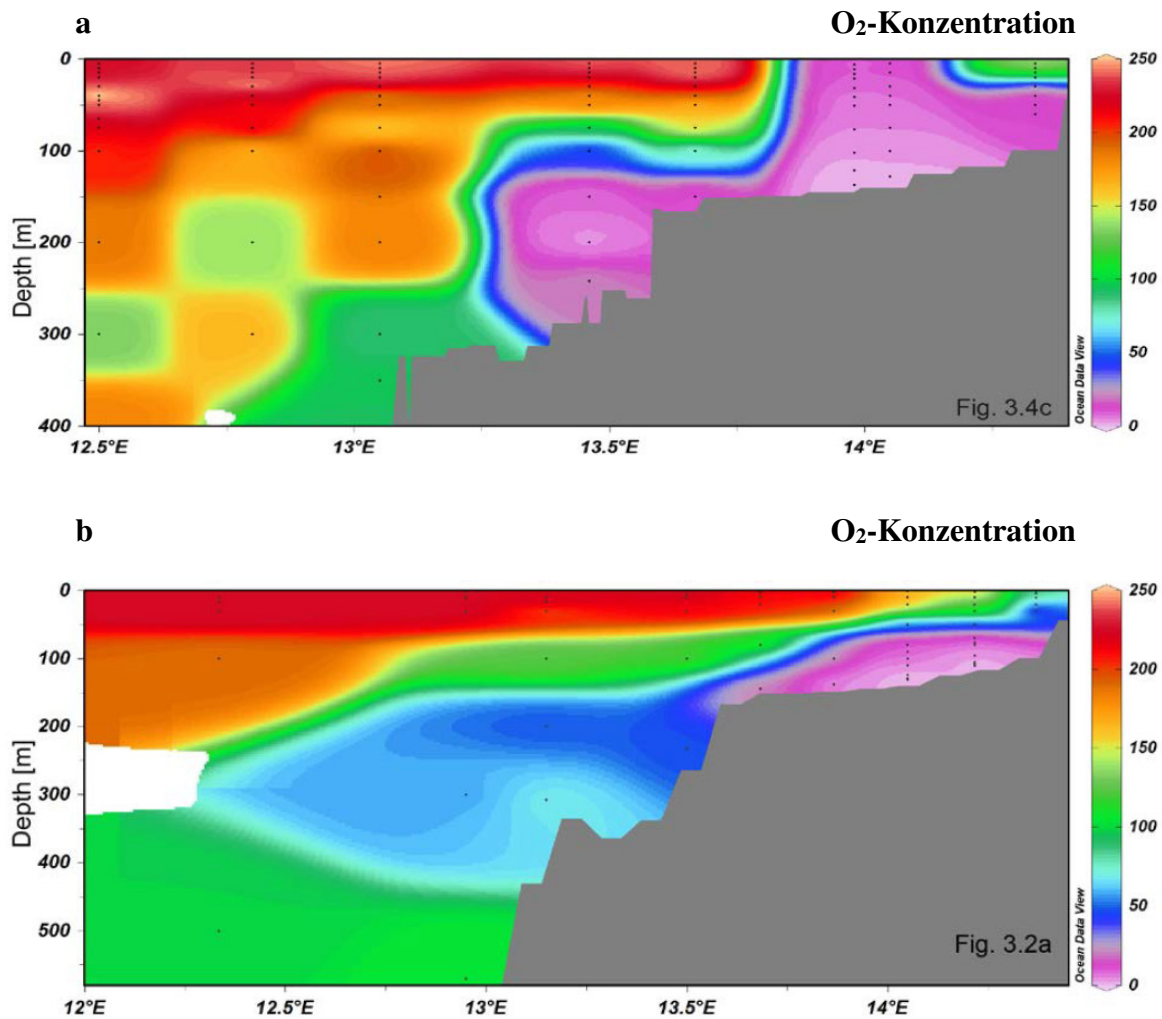 a
O₂-Konzentration
0
100
200
300
400
Depth [m]
12.5°E
13°E
13.5°E
14°E
Fig. 3.4c
Ocean Data View
250
200
150
100
50
0
b
O₂-Konzentration
0
100
200
300
400
500
Depth [m]
12°E
12.5°E
13°E
13.5°E
14°E
Fig. 3.2a
Ocean Data View
250
200
150
100
50
0